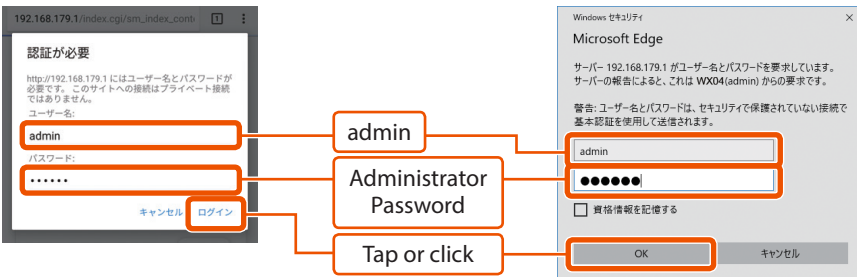 192.168.179.1/index.cgi/sm_index_conte
1
認証が必要
http://192.168.179.1 にはユーザー名とパスワードが
必要です。 このサイトへの接続はプライベート接続
ではありません。
ユーザー名:
admin
パスワード:
••••••
キャンセル ログイン
admin
Administrator
Password
Tap or click
Windows セキュリティ
×
Microsoft Edge
サーバー 192.168.179.1 がユーザー名とパスワードを要求しています。
サーバーの報告によると、これは WX04(admin) からの要求です。
警告: ユーザー名とパスワードは、セキュリティで保護されていない接続で
基本認証を使用して送信されます。
admin
●●●●●●
資格情報を記憶する
OK キャンセル